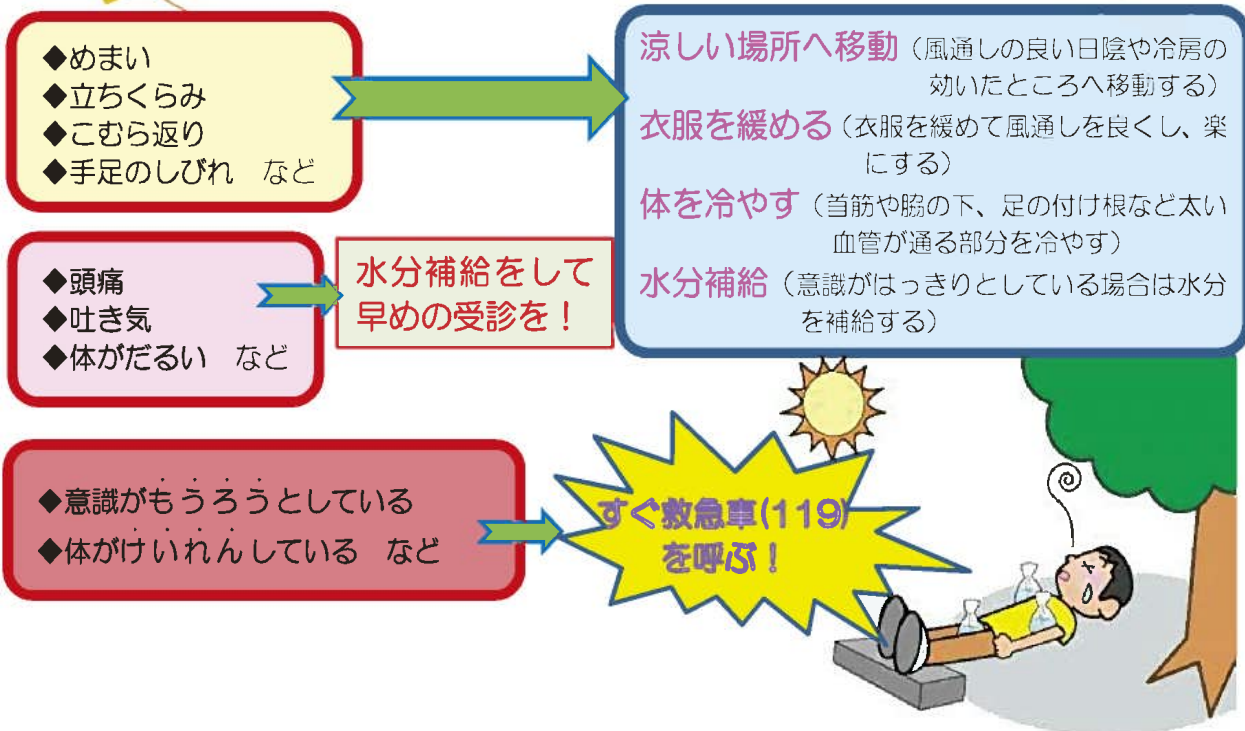 ◆めまい
◆立ちくらみ
◆こむら返り
◆手足のしびれ　など
涼しい場所へ移動（風通しの良い日陰や冷房の
効いたところへ移動する）
衣服を緩める（衣服を緩めて風通しを良くし、楽
にする）
体を冷やす（首筋や脇の下、足の付け根など太い
血管が通る部分を冷やす）
水分補給（意識がはっきりとしている場合は水分
を補給する）
◆頭痛
◆吐き気
◆体がだるい　など
水分補給をして
早めの受診を！
◆意識がもうろうとしている
◆体がけいれんしている　など
すぐ救急車(119)
を呼ぶ！